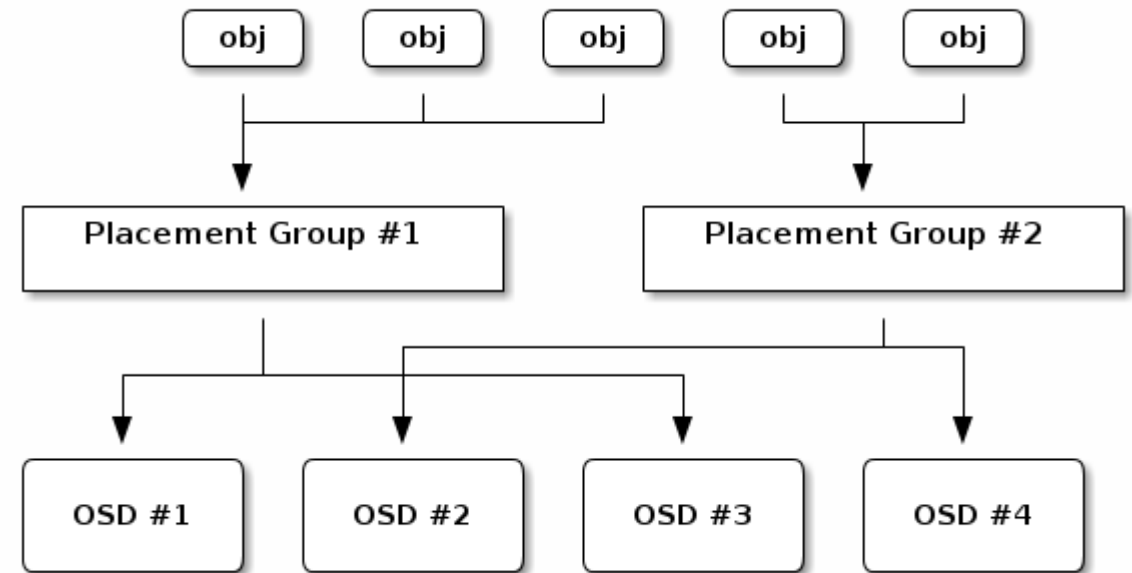 obj obj obj obj obj
Placement Group #1 Placement Group #2
OSD #1 OSD #2 OSD #3 OSD #4